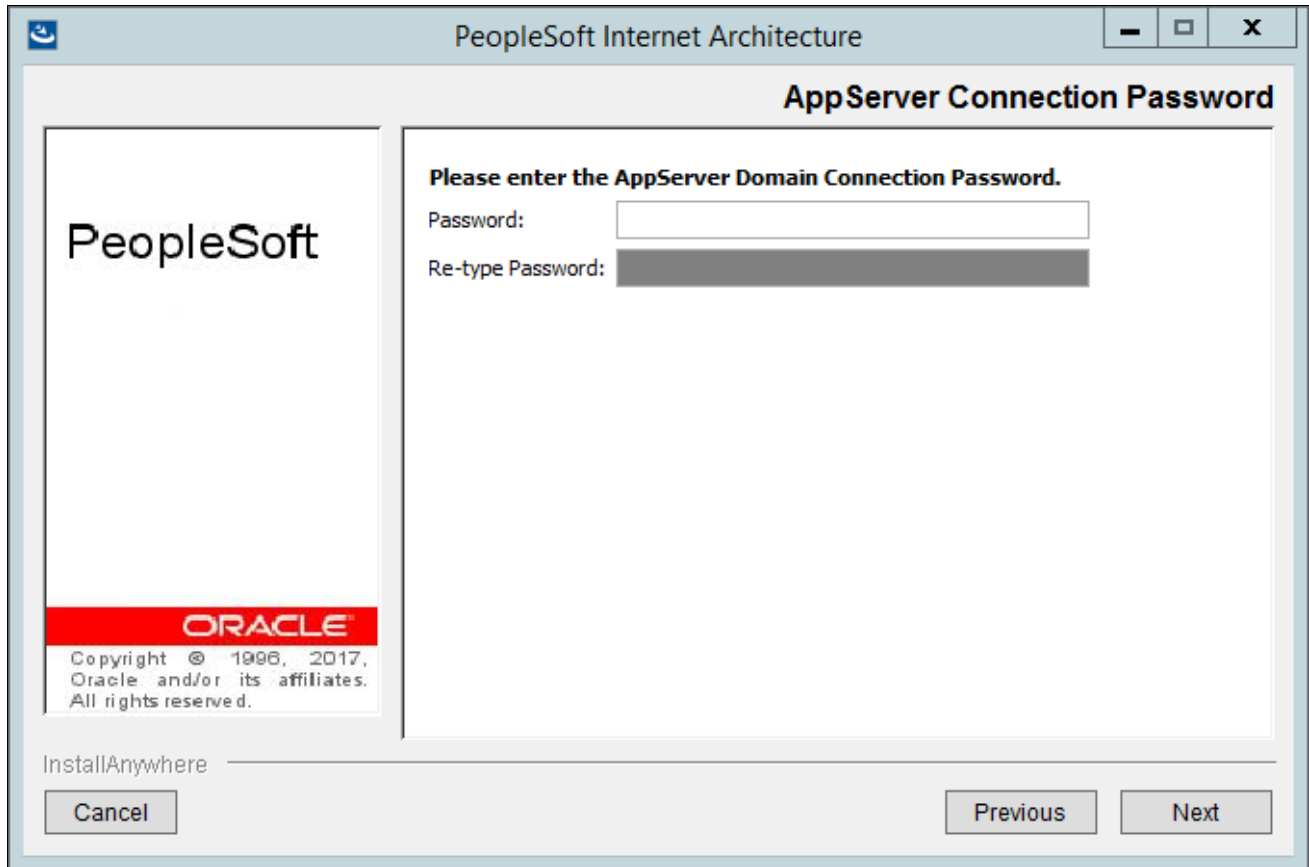 PeopleSoft Internet Architecture
AppServer Connection Password
PeopleSoft
ORACLE
Copyright © 1996, 2017,
Oracle and/or its affiliates.
All rights reserved.
Please enter the AppServer Domain Connection Password.
Password:
Re-type Password:
InstallAnywhere
Cancel
Previous
Next